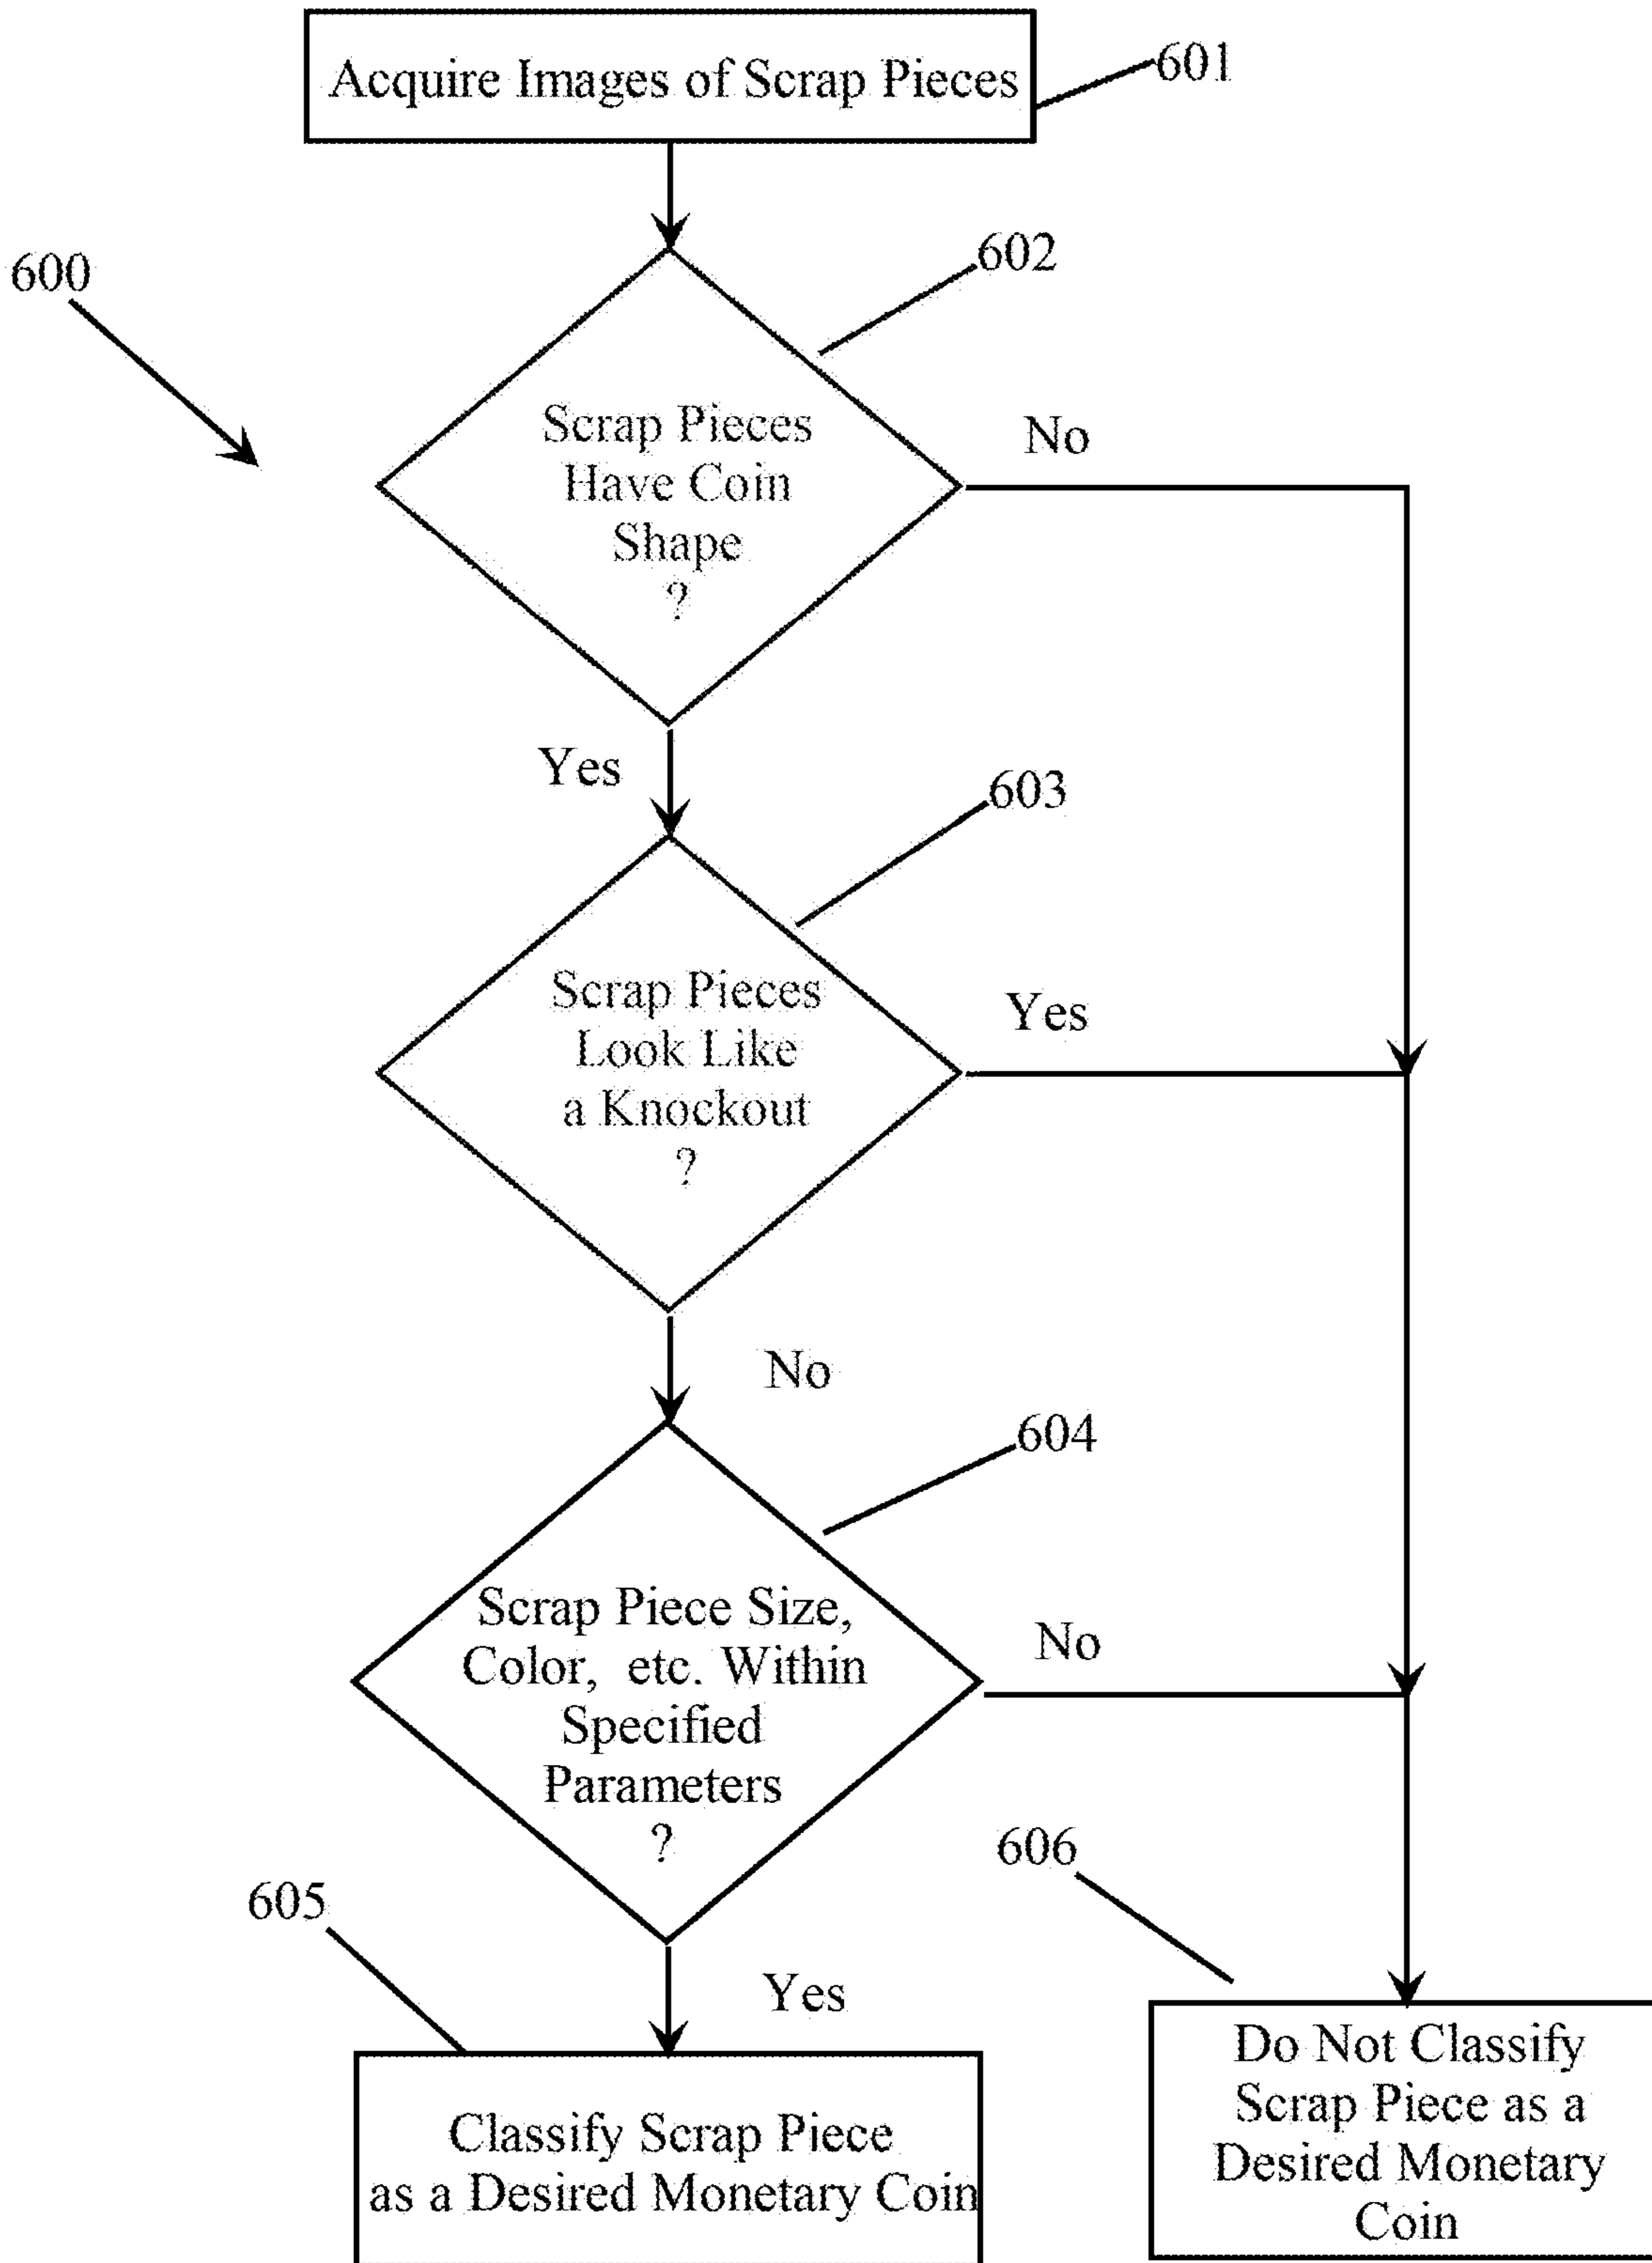 Acquire Images of Scrap Pieces
601
600
602
Scrap Pieces
Have Coin
Shape
?
No
Yes
603
Scrap Pieces
Look Like
a Knockout
?
Yes
No
604
Scrap Piece Size,
Color, etc. Within
Specified
Parameters
?
No
605
Yes
606
Classify Scrap Piece
as a Desired Monetary Coin
Do Not Classify
Scrap Piece as a
Desired Monetary
Coin